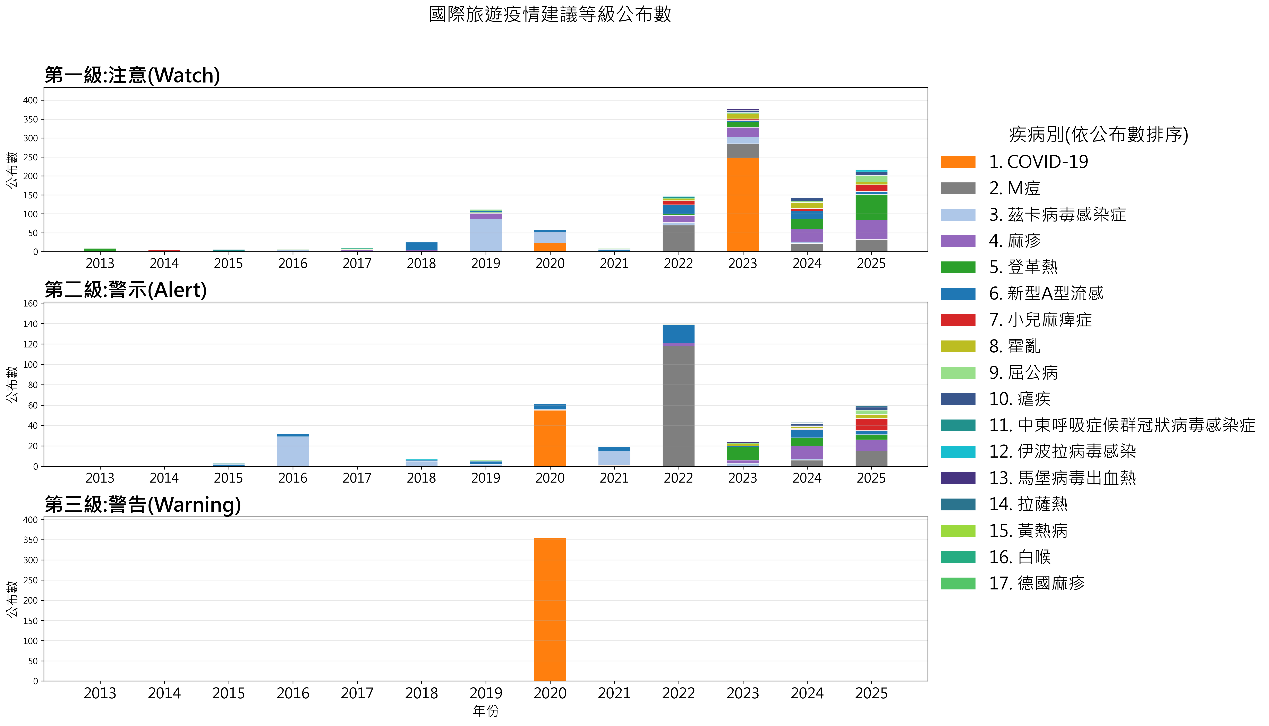 國際旅遊疫情建議等級公布數
第一級:注意(Watch)
400
350
300
250
200
150
100
50
0
公布數
2013 2014 2015 2016 2017 2018 2019 2020 2021 2022 2023 2024 2025
第二級:警示(Alert)
160
140
120
100
80
60
40
20
0
公布數
2013 2014 2015 2016 2017 2018 2019 2020 2021 2022 2023 2024 2025
第三級:警告(Warning)
400
350
300
250
200
150
100
50
0
公布數
2013 2014 2015 2016 2017 2018 2019 2020 2021 2022 2023 2024 2025
年份
疾病別(依公布數排序)
1. COVID-19
2. M痘
3. 茲卡病毒感染症
4. 麻疹
5. 登革熱
6. 新型A型流感
7. 小兒麻痺症
8. 霍亂
9. 屈公病
10. 瘧疾
11. 中東呼吸症候群冠狀病毒感染症
12. 伊波拉病毒感染
13. 馬堡病毒出血熱
14. 拉薩熱
15. 黃熱病
16. 白喉
17. 德國麻疹